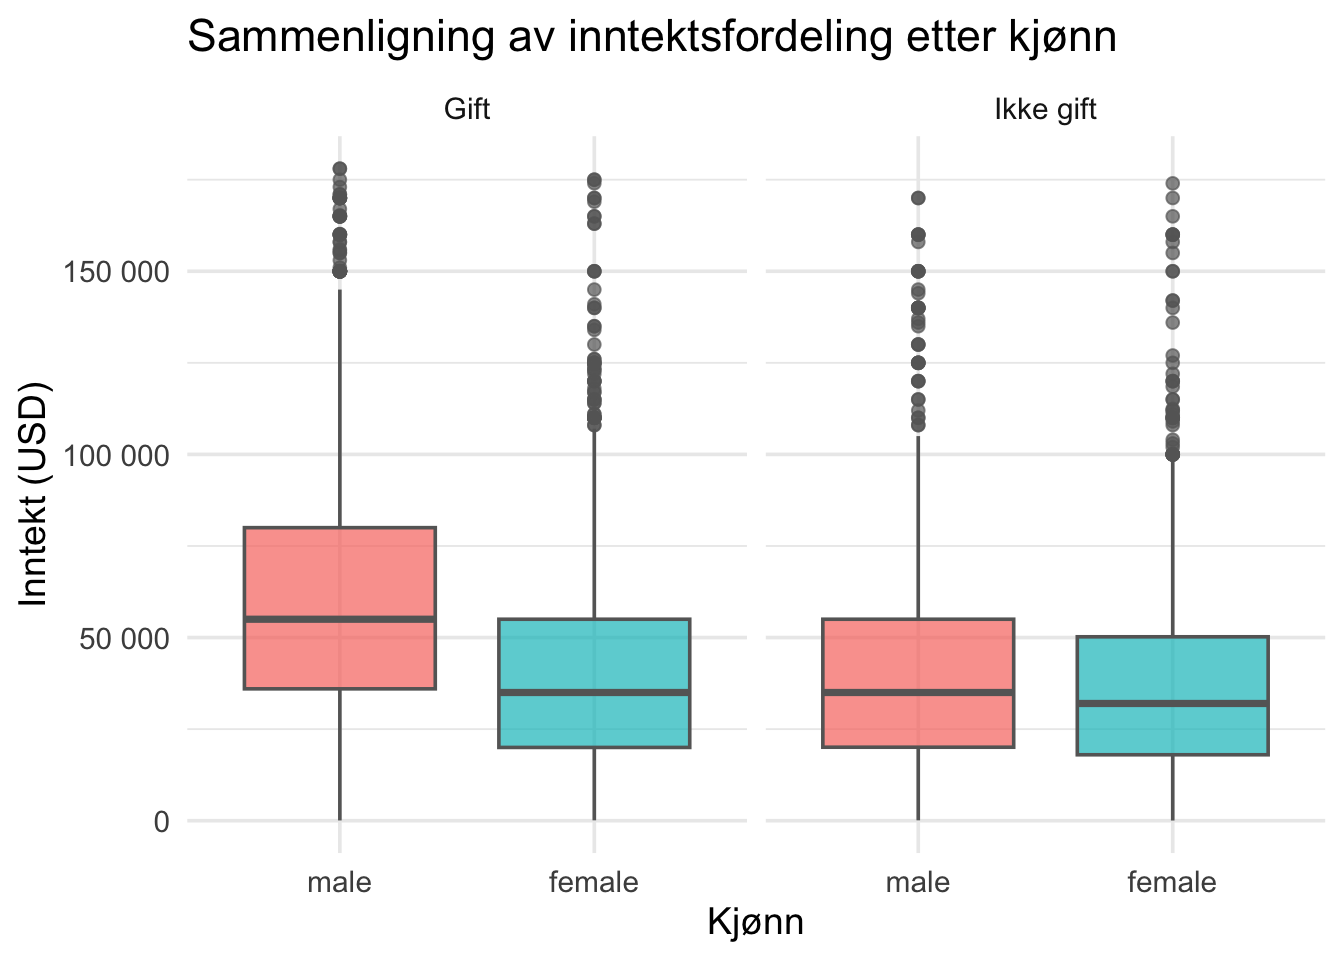 Sammenligning av inntektsfordeling etter kjønn
Gift
Ikke gift
Inntekt (USD)
150 000
100 000
50 000
0
male
female
male
female
Kjønn